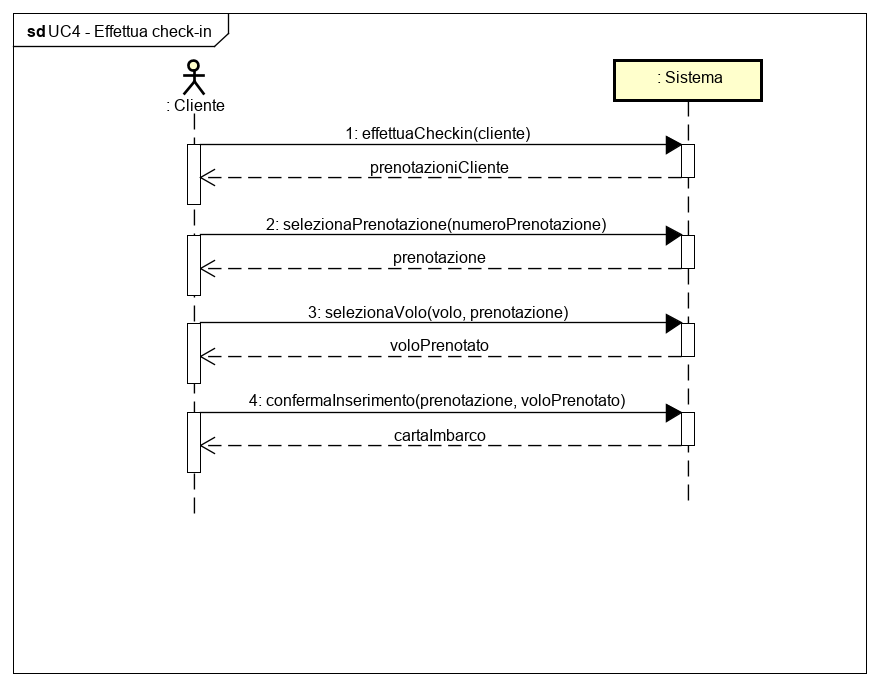 sd UC4 - Effettua check-in
: Cliente
: Sistema
1: effettuaCheckin(cliente)
prenotazioniCliente
2: selezionaPrenotazione(numeroPrenotazione)
prenotazione
3: selezionaVolo(volo, prenotazione)
voloPrenotato
4: confermaInserimento(prenotazione, voloPrenotato)
cartaImbarco